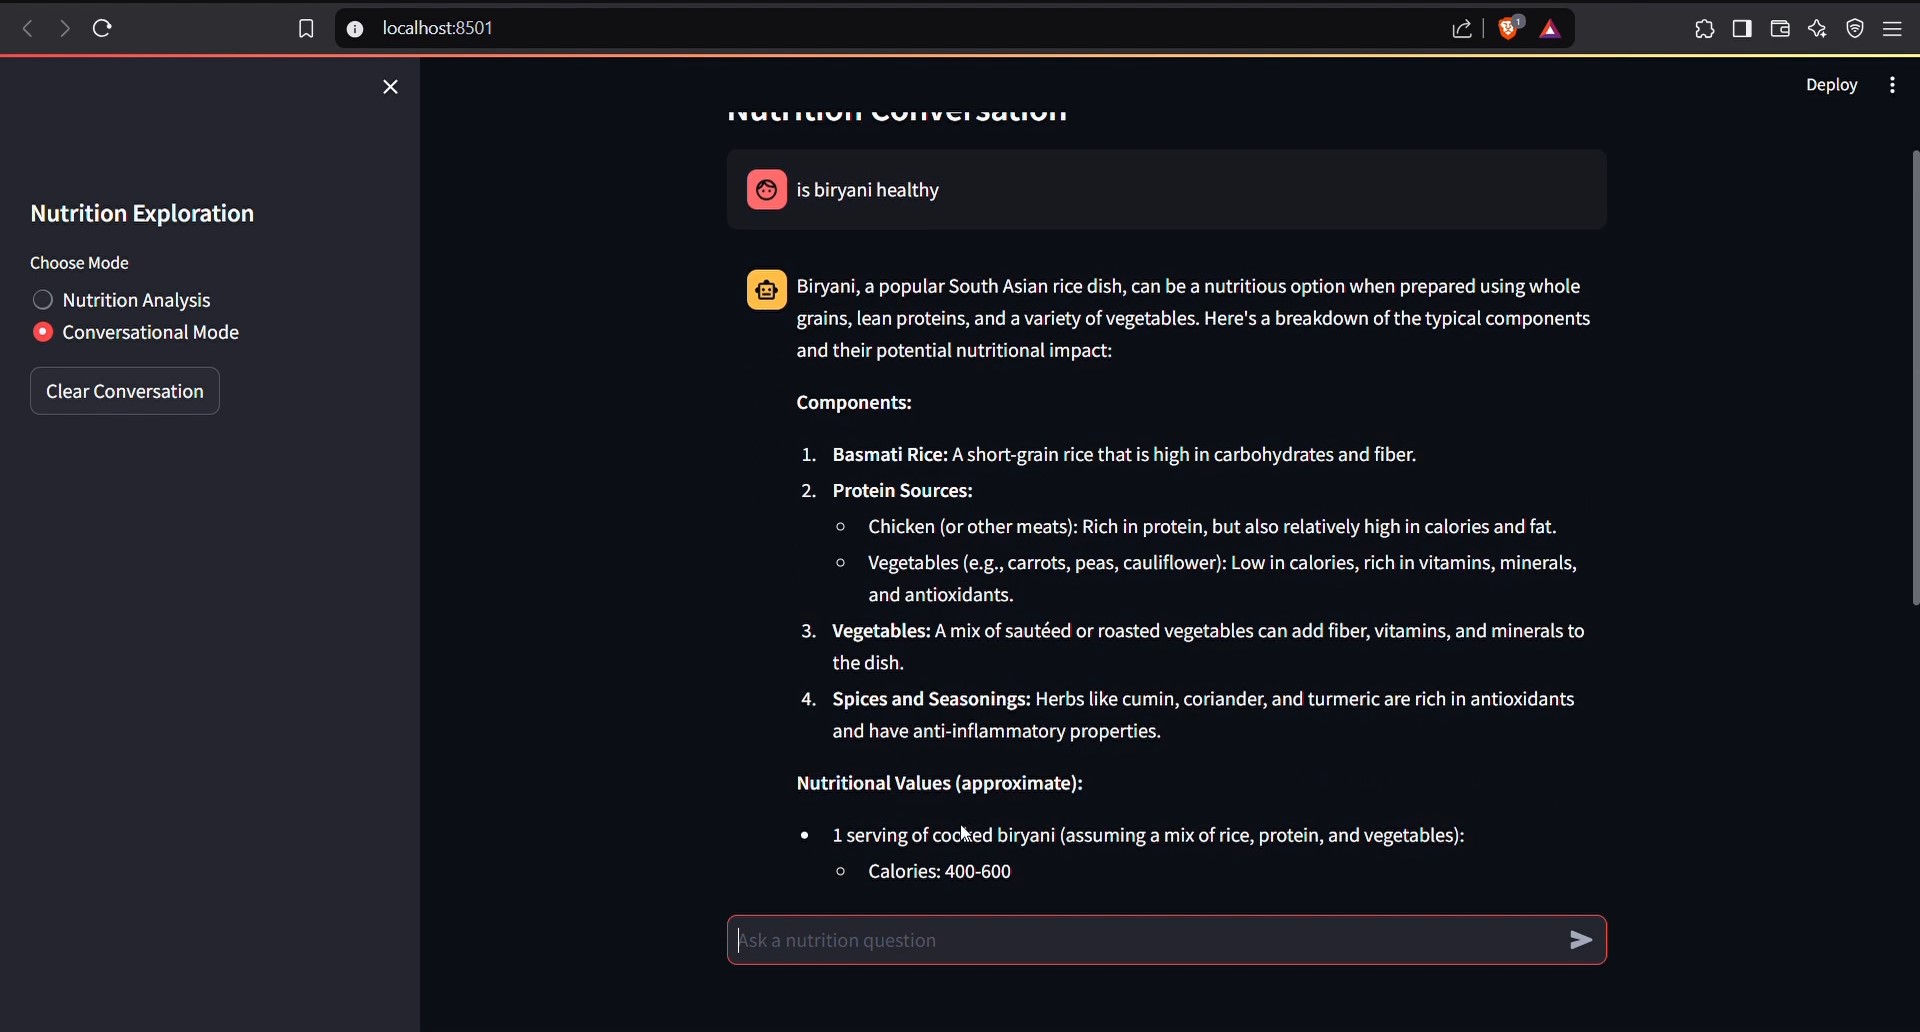 localhost:8501
1
Deploy
Nutrition Conversation
Nutrition Exploration
Choose Mode
Nutrition Analysis
Conversational Mode
Clear Conversation
is biryani healthy
Biryani, a popular South Asian rice dish, can be a nutritious option when prepared using whole
grains, lean proteins, and a variety of vegetables. Here's a breakdown of the typical components
and their potential nutritional impact:
Components:
1. Basmati Rice: A short-grain rice that is high in carbohydrates and fiber.
2. Protein Sources:
Chicken (or other meats): Rich in protein, but also relatively high in calories and fat.
Vegetables (e.g., carrots, peas, cauliflower): Low in calories, rich in vitamins, minerals,
and antioxidants.
3. Vegetables: A mix of sautéed or roasted vegetables can add fiber, vitamins, and minerals to
the dish.
4. Spices and Seasonings: Herbs like cumin, coriander, and turmeric are rich in antioxidants
and have anti-inflammatory properties.
Nutritional Values (approximate):
1 serving of cooked biryani (assuming a mix of rice, protein, and vegetables):
Calories: 400-600
Ask a nutrition question